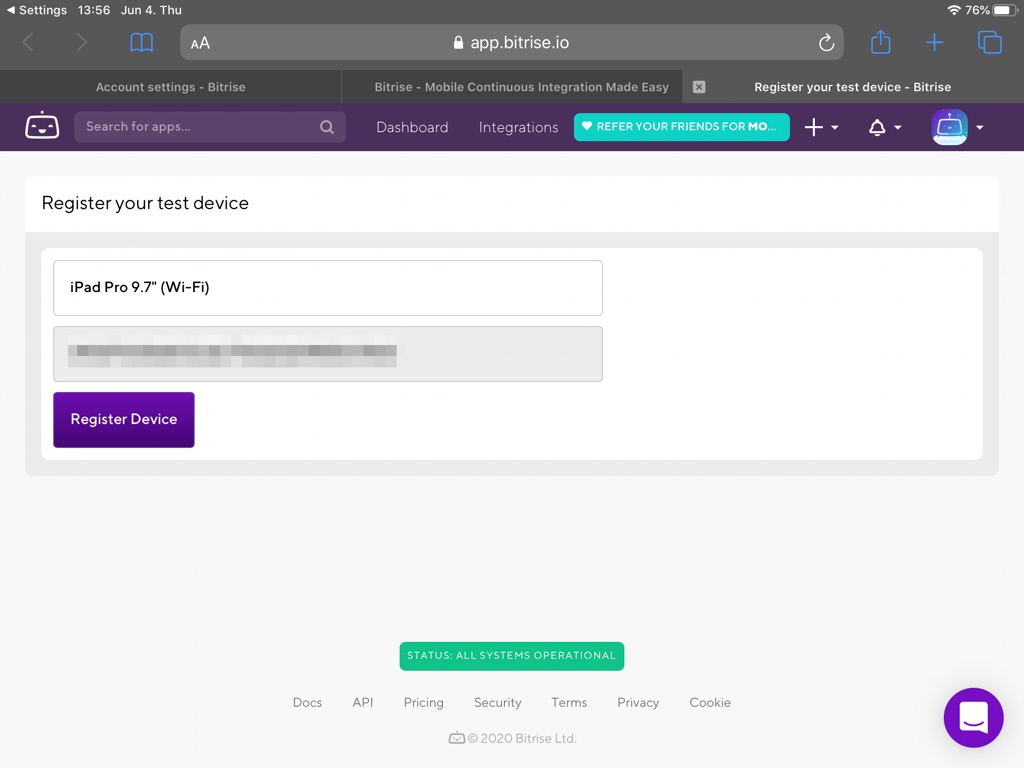 Settings 13:56 Jun 4. Thu 76%
AA app.bitrise.io
Account settings - Bitrise Bitrise - Mobile Continuous Integration Made Easy Register your test device - Bitrise
Search for apps... Dashboard Integrations REFER YOUR FRIENDS FOR MO...
Register your test device
iPad Pro 9.7" (Wi-Fi)
Register Device
STATUS: ALL SYSTEMS OPERATIONAL
Docs API Pricing Security Terms Privacy Cookie
© 2020 Bitrise Ltd.